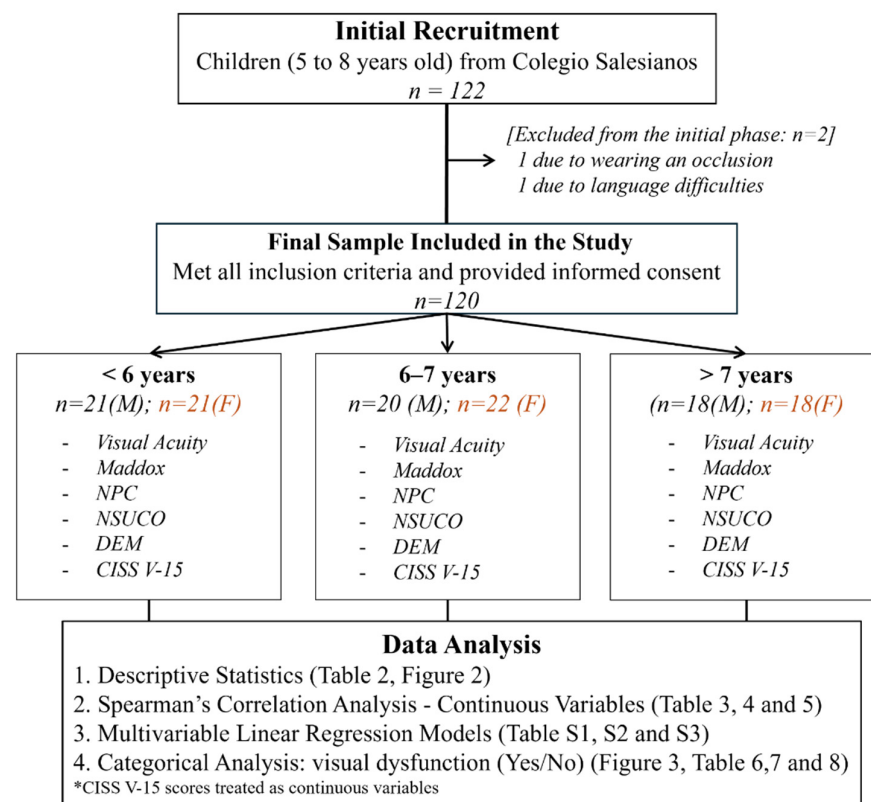 Initial Recruitment
Children (5 to 8 years old) from Colegio Salesianos
n = 122
[Excluded from the initial phase: n=2]
1 due to wearing an occlusion
1 due to language difficulties
Final Sample Included in the Study
Met all inclusion criteria and provided informed consent
n=120
< 6 years
n=21(M); n=21(F)
- Visual Acuity
- Maddox
- NPC
- NSUCO
- DEM
- CISS V-15
6–7 years
n=20 (M); n=22 (F)
- Visual Acuity
- Maddox
- NPC
- NSUCO
- DEM
- CISS V-15
> 7 years
(n=18(M); n=18(F)
- Visual Acuity
- Maddox
- NPC
- NSUCO
- DEM
- CISS V-15
Data Analysis
1. Descriptive Statistics (Table 2, Figure 2)
2. Spearman’s Correlation Analysis - Continuous Variables (Table 3, 4 and 5)
3. Multivariable Linear Regression Models (Table S1, S2 and S3)
4. Categorical Analysis: visual dysfunction (Yes/No) (Figure 3, Table 6,7 and 8)
*CISS V-15 scores treated as continuous variables